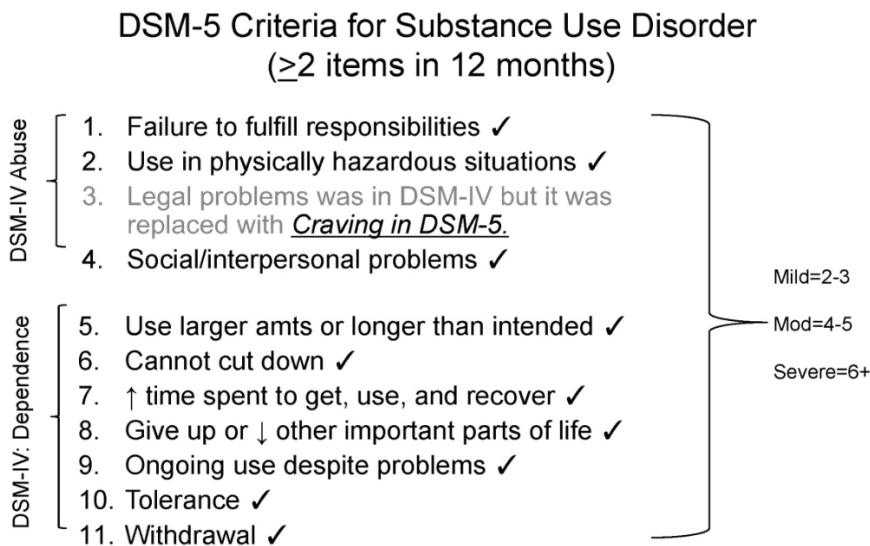 DSM-5 Criteria for Substance Use Disorder
(≥2 items in 12 months)
DSM-IV Abuse
1. Failure to fulfill responsibilities ✓
2. Use in physically hazardous situations ✓
3. Legal problems was in DSM-IV but it was
replaced with Craving in DSM-5.
4. Social/interpersonal problems ✓
DSM-IV: Dependence
5. Use larger amts or longer than intended ✓
6. Cannot cut down ✓
7. ↑ time spent to get, use, and recover ✓
8. Give up or ↓ other important parts of life ✓
9. Ongoing use despite problems ✓
10. Tolerance ✓
11. Withdrawal ✓
Mild=2-3
Mod=4-5
Severe=6+